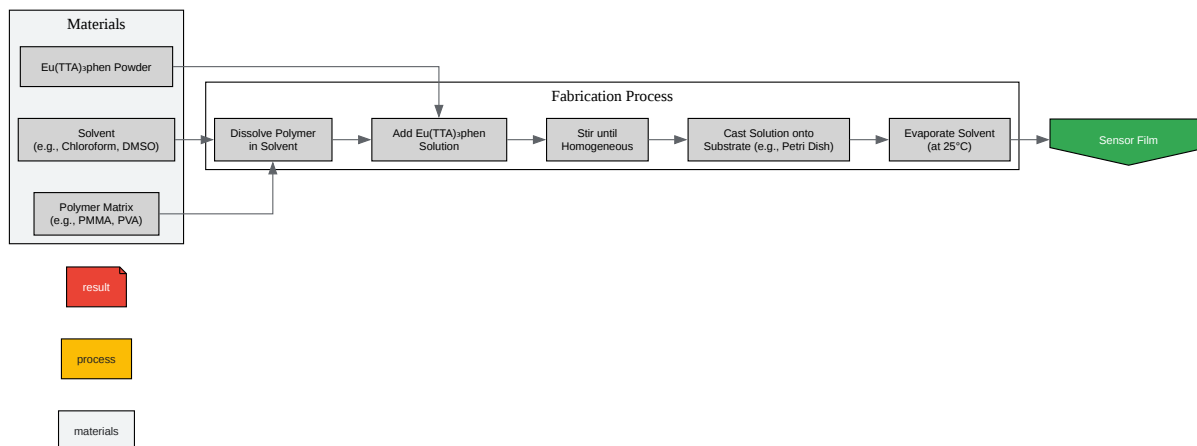 Materials
Eu(TTA)₃phen Powder
Solvent
(e.g., Chloroform, DMSO)
Polymer Matrix
(e.g., PMMA, PVA)
Fabrication Process
Dissolve Polymer
in Solvent
Add Eu(TTA)₃phen
Solution
Stir until
Homogeneous
Cast Solution onto
Substrate (e.g., Petri Dish)
Evaporate Solvent
(at 25°C)
Sensor Film
result
process
materials